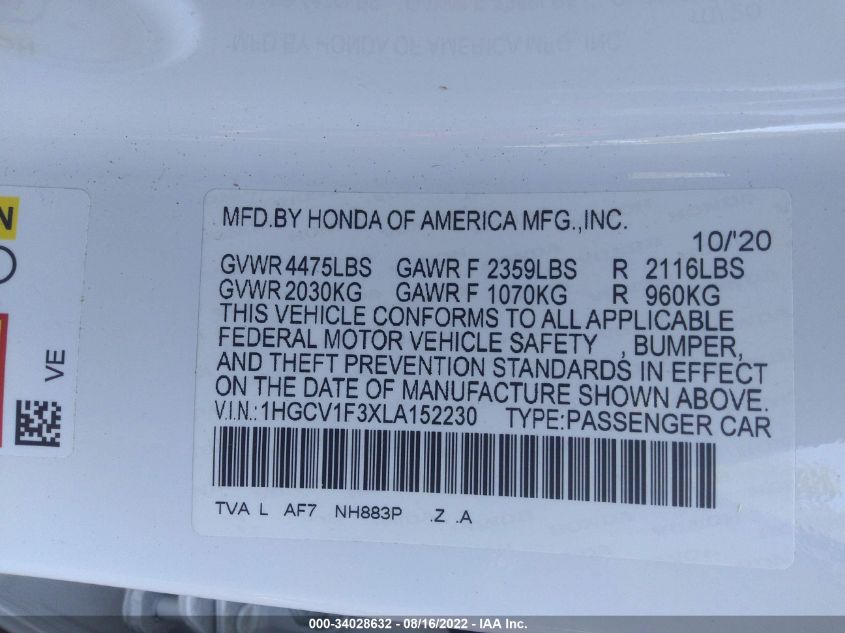 MFD.BY HONDA OF AMERICA MFG.,INC.
10/'20
GVWR 4475LBS GAWR F 2359LBS R 2116LBS
GVWR 2030KG GAWR F 1070KG R 960KG
THIS VEHICLE CONFORMS TO ALL APPLICABLE
FEDERAL MOTOR VEHICLE SAFETY , BUMPER,
AND THEFT PREVENTION STANDARDS IN EFFECT
ON THE DATE OF MANUFACTURE SHOWN ABOVE.
V.I.N.:1HGCV1F3XLA152230 TYPE:PASSENGER CAR
TVA L AF7 NH883P .Z .A
N
VE
000-34028632 - 08/16/2022 - IAA Inc.